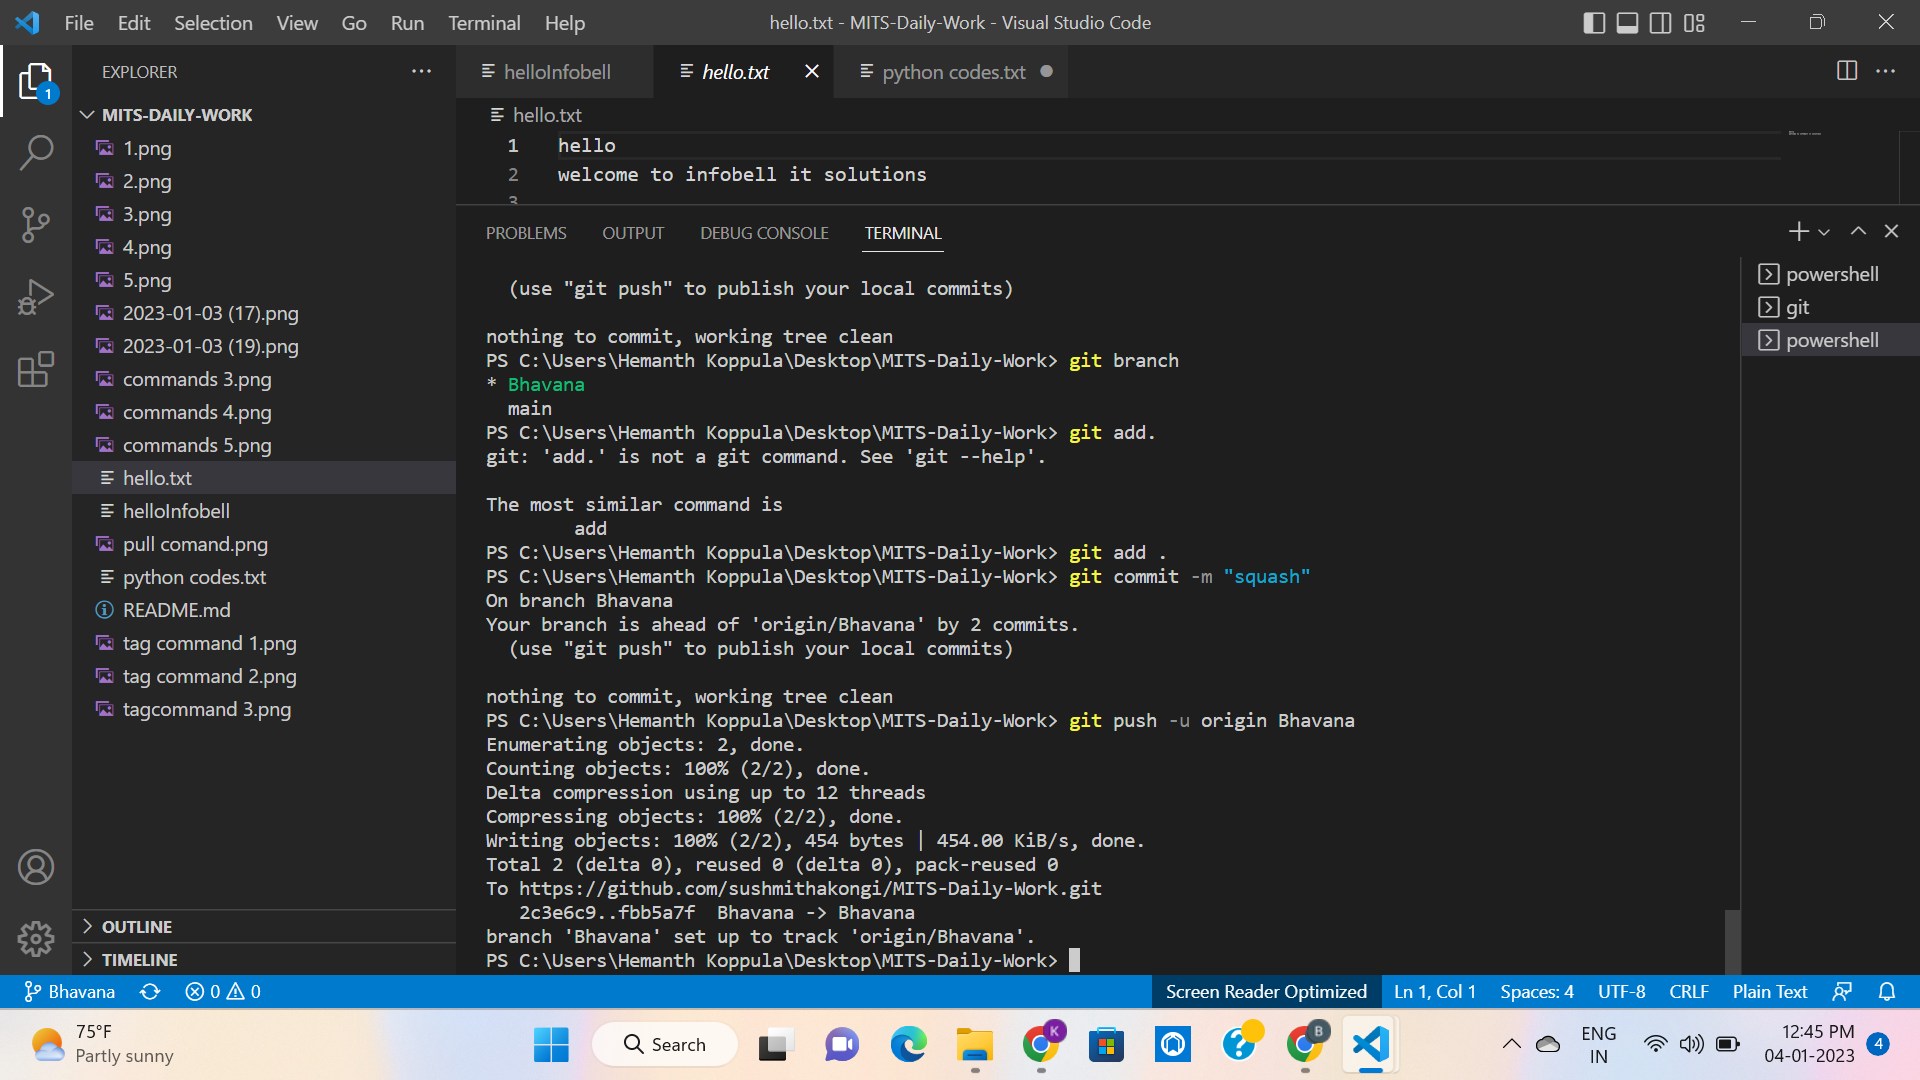 File Edit Selection View Go Run Terminal Help
hello.txt - MITS-Daily-Work - Visual Studio Code
1
EXPLORER
MITS-DAILY-WORK
1.png
2.png
3.png
4.png
5.png
2023-01-03 (17).png
2023-01-03 (19).png
commands 3.png
commands 4.png
commands 5.png
hello.txt
helloInfobell
pull comand.png
python codes.txt
README.md
tag command 1.png
tag command 2.png
tagcommand 3.png
OUTLINE
TIMELINE
helloInfobell hello.txt python codes.txt
hello.txt
1 hello
2 welcome to infobell it solutions
3
PROBLEMS OUTPUT DEBUG CONSOLE TERMINAL
(use "git push" to publish your local commits)
nothing to commit, working tree clean
PS C:\Users\Hemanth Koppula\Desktop\MITS-Daily-Work> git branch
* Bhavana
main
PS C:\Users\Hemanth Koppula\Desktop\MITS-Daily-Work> git add.
git: 'add.' is not a git command. See 'git --help'.
The most similar command is
add
PS C:\Users\Hemanth Koppula\Desktop\MITS-Daily-Work> git add .
PS C:\Users\Hemanth Koppula\Desktop\MITS-Daily-Work> git commit -m "squash"
On branch Bhavana
Your branch is ahead of 'origin/Bhavana' by 2 commits.
(use "git push" to publish your local commits)
nothing to commit, working tree clean
PS C:\Users\Hemanth Koppula\Desktop\MITS-Daily-Work> git push -u origin Bhavana
Enumerating objects: 2, done.
Counting objects: 100% (2/2), done.
Delta compression using up to 12 threads
Compressing objects: 100% (2/2), done.
Writing objects: 100% (2/2), 454 bytes | 454.00 KiB/s, done.
Total 2 (delta 0), reused 0 (delta 0), pack-reused 0
To https://github.com/sushmithakongi/MITS-Daily-Work.git
2c3e6c9..fbb5a7f Bhavana -> Bhavana
branch 'Bhavana' set up to track 'origin/Bhavana'.
PS C:\Users\Hemanth Koppula\Desktop\MITS-Daily-Work>
powershell
git
powershell
Bhavana 0 0 Screen Reader Optimized Ln 1, Col 1 Spaces: 4 UTF-8 CRLF Plain Text
75°F
Partly sunny
Search
K
B
ENG
IN
12:45 PM
04-01-2023
4